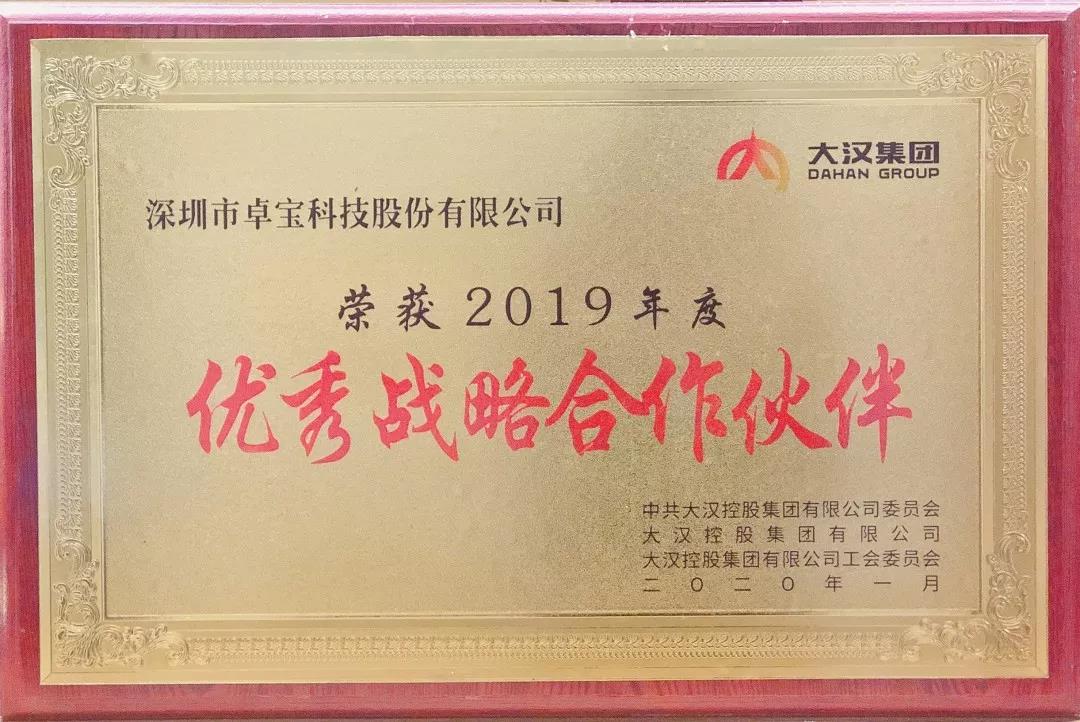 大汉集团
DAHAN GROUP
深圳市卓宝科技股份有限公司
荣获2019年度
优秀战略合作伙伴
中共大汉控股集团有限公司委员会
大汉控股集团有限公司
大汉控股集团有限公司工会委员会
二〇二〇年一月